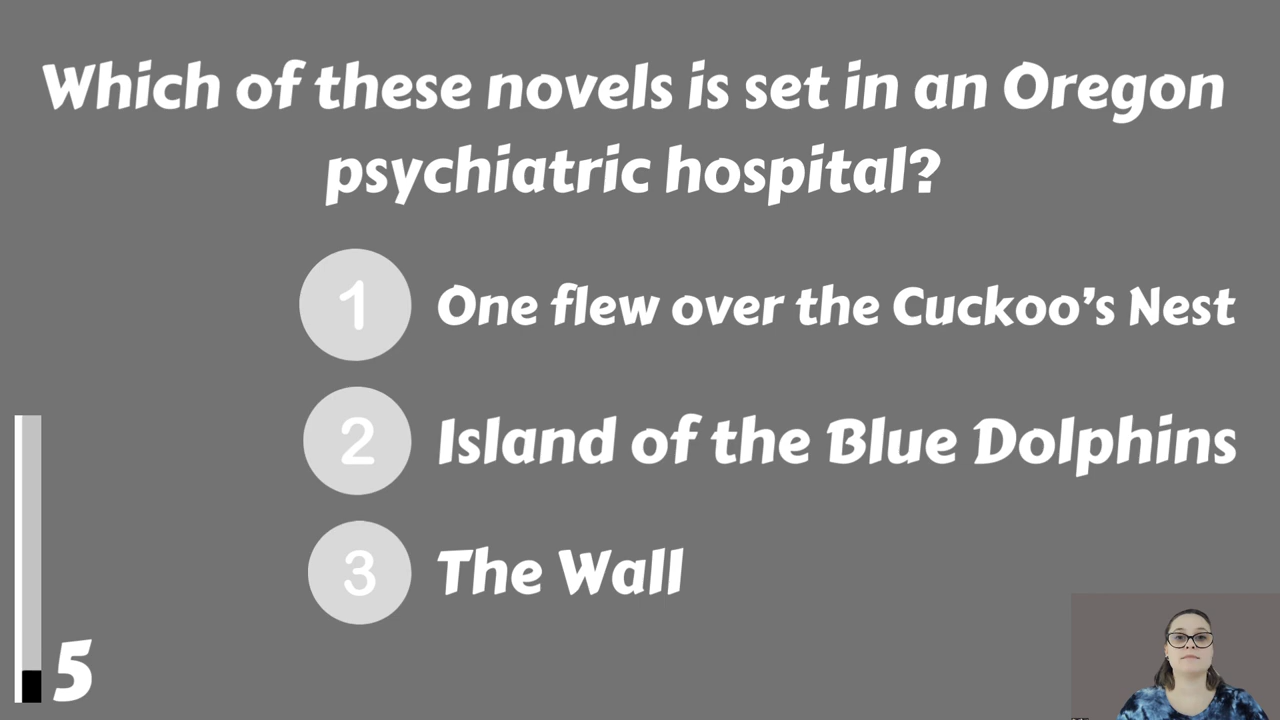 Which of these novels is set in an Oregon
psychiatric hospital?
1 One flew over the Cuckoo's Nest
2 Island of the Blue Dolphins
3 The Wall
5